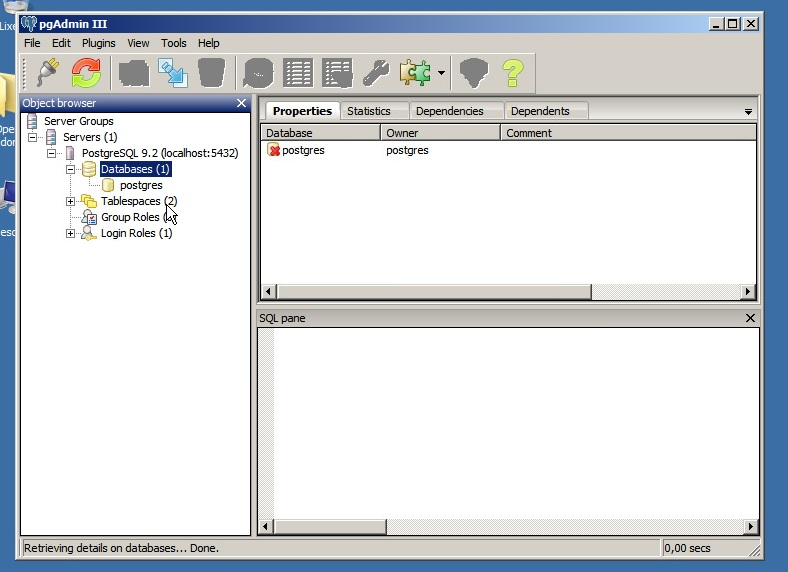 pgAdmin III
File Edit Plugins View Tools Help
Object browser
Server Groups
Servers (1)
PostgreSQL 9.2 (localhost:5432)
Databases (1)
postgres
Tablespaces (2)
Group Roles
Login Roles (1)
Properties Statistics Dependencies Dependents
Database Owner Comment
postgres postgres
SQL pane
Retrieving details on databases... Done.
0,00 secs